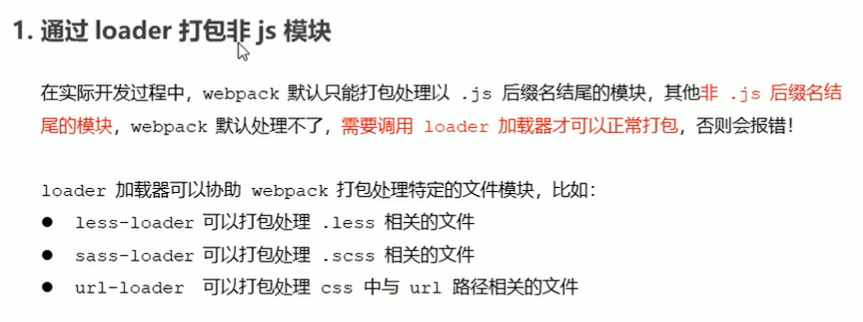 1. 通过 loader 打包非 js 模块
在实际开发过程中，webpack 默认只能打包处理以 .js 后缀名结尾的模块，其他非 .js 后缀名结
尾的模块，webpack 默认处理不了，需要调用 loader 加载器才可以正常打包，否则会报错！
loader 加载器可以协助 webpack 打包处理特定的文件模块，比如：
● less-loader 可以打包处理 .less 相关的文件
● sass-loader 可以打包处理 .scss 相关的文件
● url-loader 可以打包处理 css 中与 url 路径相关的文件